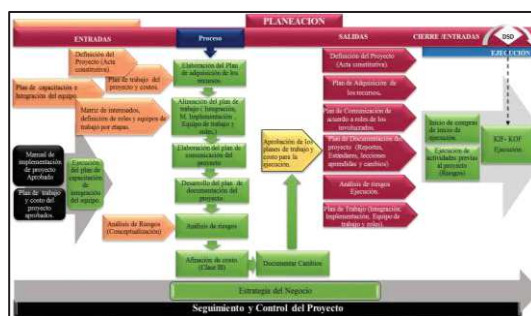 PLANEACION
ENTRADAS
Proceso
SALIDAS
CIERRE /ENTRADAS
DSD
EJECUCIÓN
Definición del
Proyecto (Acta
constitutiva)
Plan de trabajo del
proyecto y costos.
Plan de capacitación e
Integración del equipo.
Matriz de interesados,
definición de roles y equipos
de trabajo por etapas.
Manual de
implementación
de proyecto
Aprobado
Plan de trabajo
y costo del
proyecto
aprobados.
Ejecución
del plan de
capacitación
de
integración
del equipo.
Análisis de Riesgos
(Conceptualización)
Elaboración del Plan
de adquisición de los
recursos.
Alineación del plan de
trabajo ( Integración,
M. Implementación ,
Equipo de trabajo y
roles,)
Elaboración del plan
de comunicación del
proyecto.
Desarrollo del plan de
documentación del
proyecto.
Análisis de riesgos
Afinación de costo
(Clase III)
Documentar Cambios
Aprobación de los
planes de trabajo y
costo para la
ejecución.
Definición del Proyecto
(Acta constitutiva)
Plan de Adquisición de
los recursos.
Plan de Comunicación de
acuerdo a roles de los
involucrados.
Plan de Documentación de
proyecto (Reportes,
Estándares, lecciones
aprendidas y cambios)
Análisis de riesgos
Ejecución.
Plan de Trabajo (Integración,
Implementación, Equipo de
trabajo y roles).
Inicio de compras
de inicio de
operación.
Ejecución de
actividades previas
al proyecto
(Riesgos)
KIF- KOF
Ejecución.
Estrategia del Negocio
Seguimiento y Control del Proyecto